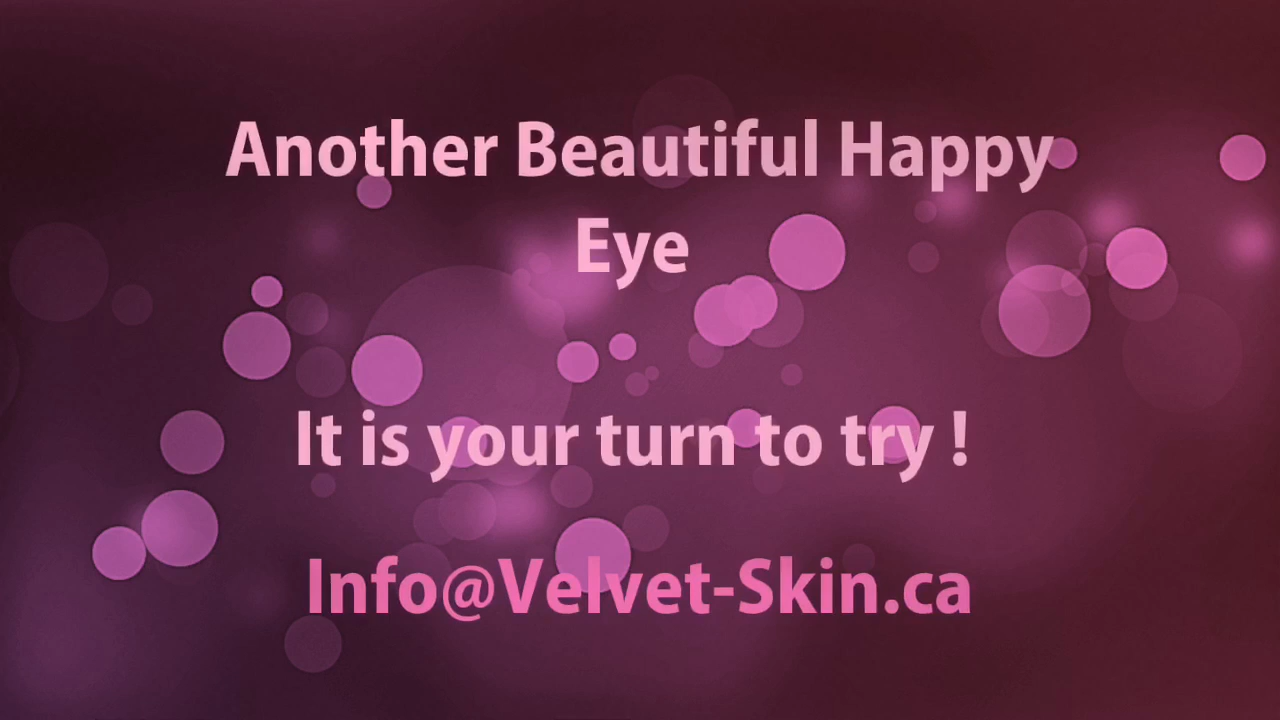 Another Beautiful Happy
Eye
It is your turn to try !
Info@Velvet-Skin.ca